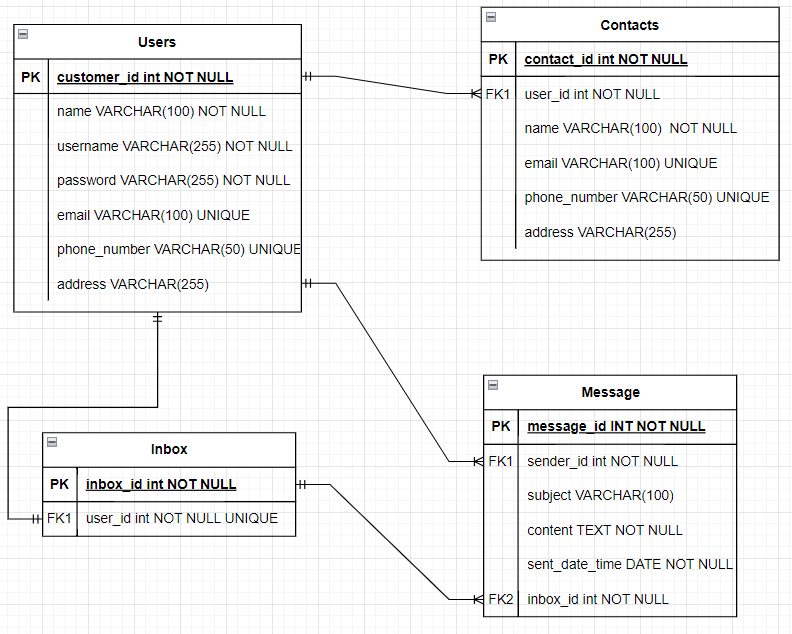 Users
PK customer_id int NOT NULL
name VARCHAR(100) NOT NULL
username VARCHAR(255) NOT NULL
password VARCHAR(255) NOT NULL
email VARCHAR(100) UNIQUE
phone_number VARCHAR(50) UNIQUE
address VARCHAR(255)
Contacts
PK contact_id int NOT NULL
FK1 user_id int NOT NULL
name VARCHAR(100) NOT NULL
email VARCHAR(100) UNIQUE
phone_number VARCHAR(50) UNIQUE
address VARCHAR(255)
Inbox
PK inbox_id int NOT NULL
FK1 user_id int NOT NULL UNIQUE
Message
PK message_id INT NOT NULL
FK1 sender_id int NOT NULL
subject VARCHAR(100)
content TEXT NOT NULL
sent_date_time DATE NOT NULL
FK2 inbox_id int NOT NULL